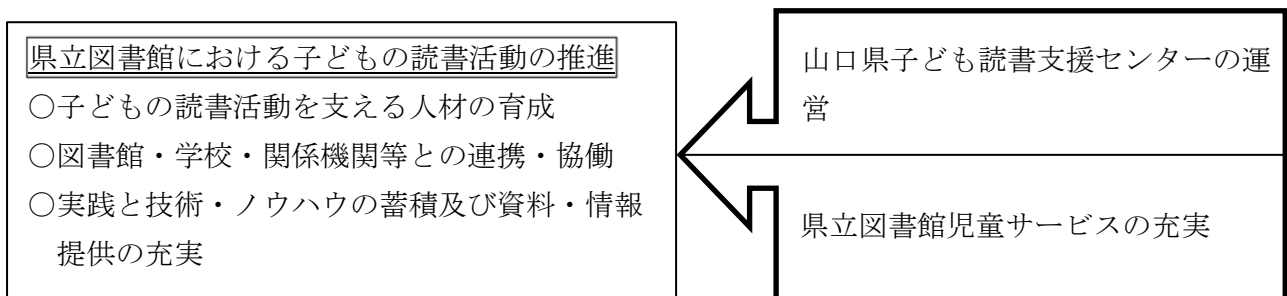 県立図書館における子どもの読書活動の推進
○子どもの読書活動を支える人材の育成
○図書館・学校・関係機関等との連携・協働
○実践と技術・ノウハウの蓄積及び資料・情報
提供の充実
山口県子ども読書支援センターの運
営
県立図書館児童サービスの充実